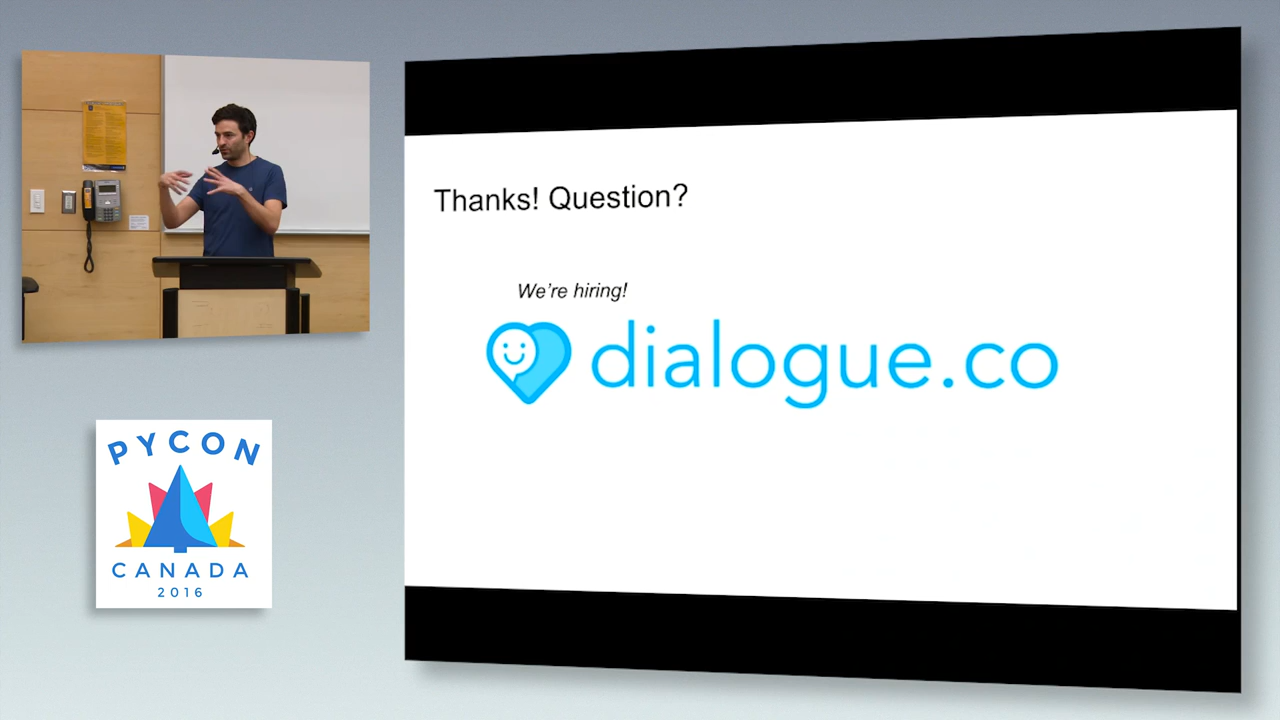 Thanks! Question?
We're hiring!
dialogue.co
PYCON
CANADA
2016